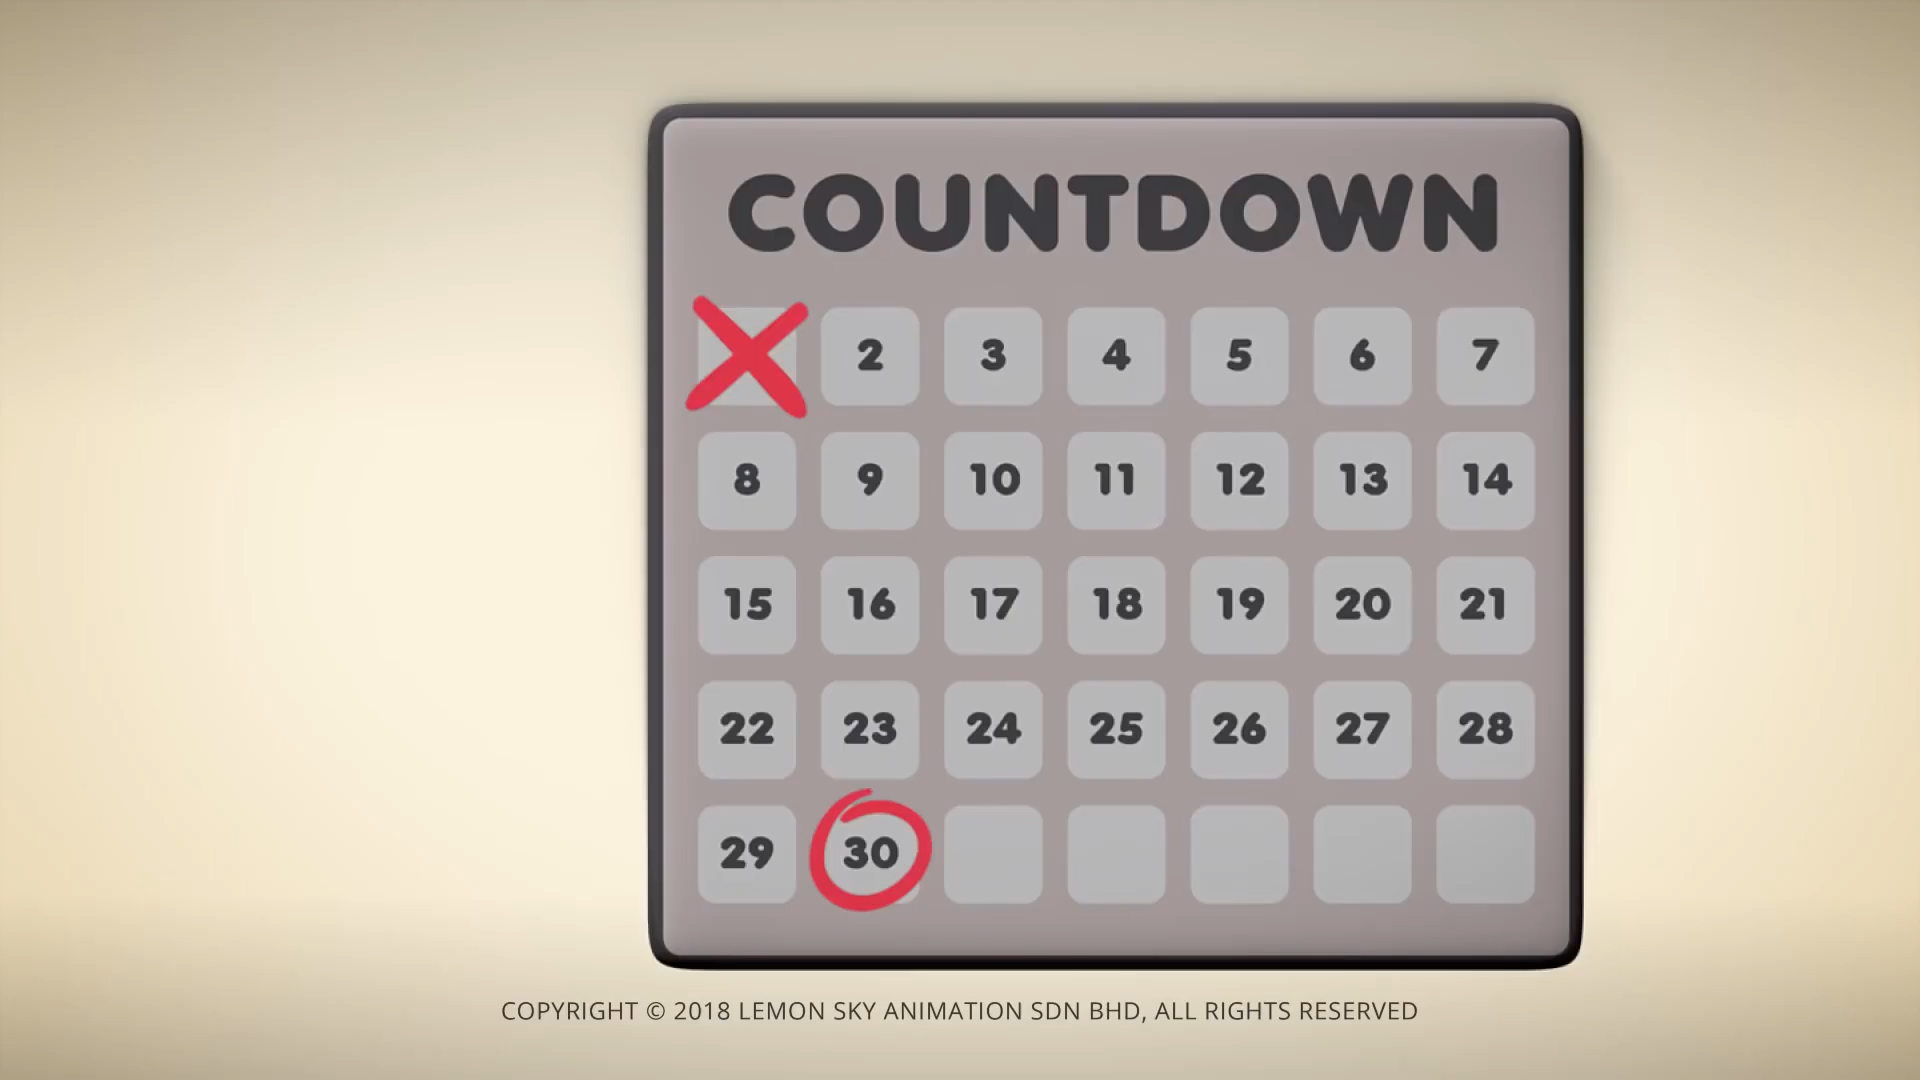 COUNTDOWN
2 3 4 5 6 7
8 9 10 11 12 13 14
15 16 17 18 19 20 21
22 23 24 25 26 27 28
29 30
COPYRIGHT © 2018 LEMON SKY ANIMATION SDN BHD, ALL RIGHTS RESERVED